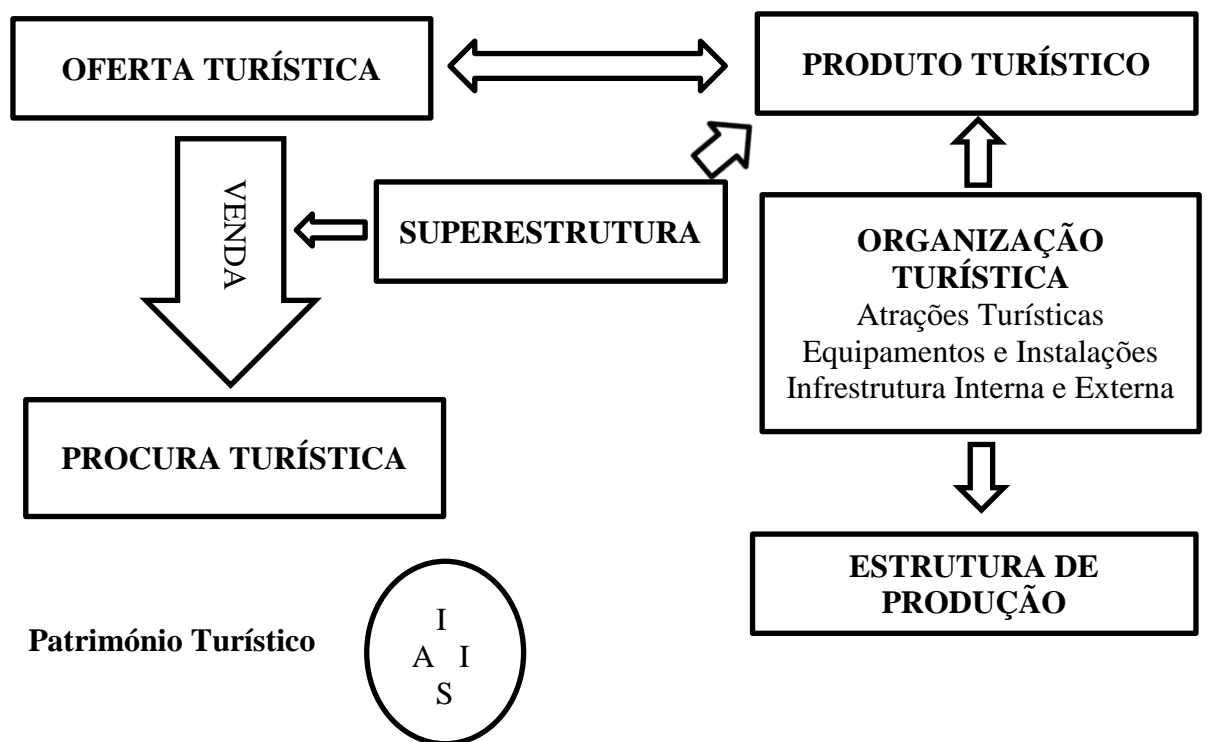 OFERTA TURÍSTICA
PRODUTO TURÍSTICO
VENDA
SUPERESTRUTURA
ORGANIZAÇÃO
TURÍSTICA
Atrações Turísticas
Equipamentos e Instalações
Infrestrutura Interna e Externa
PROCURA TURÍSTICA
ESTRUTURA DE
PRODUÇÃO
Património Turístico
I
A I
S